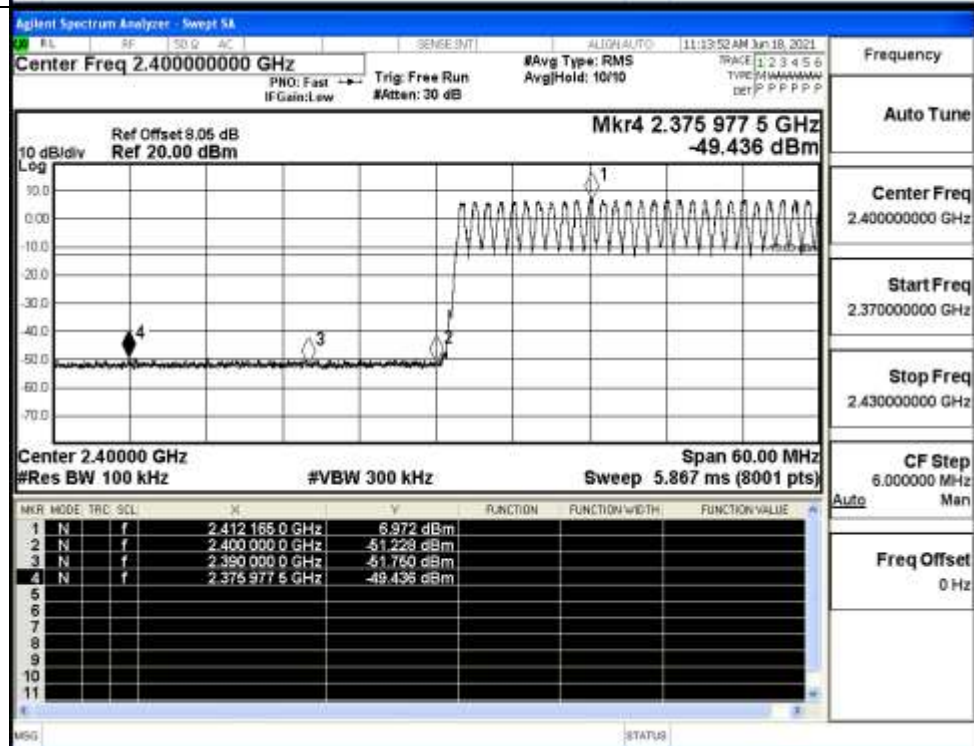 Agilent Spectrum Analyzer - Swept SA
RL RF 50 Ω AC SENSE:INT ALIGN AUTO 11:13:52 AM Jun 18, 2021
Center Freq 2.400000000 GHz #Avg Type: RMS TRACE 1 2 3 4 5 6
PNO: Fast Trig: Free Run Avg|Hold: 10/10 TYPE
IFGain:Low #Atten: 30 dB DET P P P P P P
Mkr4 2.375 977 5 GHz
-49.436 dBm
Ref Offset 8.05 dB
10 dB/div Ref 20.00 dBm
Log
10.0
0.00
-10.0
-20.0
-30.0
-40.0
-50.0
-60.0
-70.0
1
4
3
2
Center 2.40000 GHz Span 60.00 MHz
#Res BW 100 kHz #VBW 300 kHz Sweep 5.867 ms (8001 pts)
MKR MODE TRC SCL X Y FUNCTION FUNCTION WIDTH FUNCTION VALUE
1 N f 2.412 165 0 GHz 6.972 dBm
2 N f 2.400 000 0 GHz -51.228 dBm
3 N f 2.390 000 0 GHz -51.750 dBm
4 N f 2.375 977 5 GHz -49.436 dBm
5
6
7
8
9
10
11
MSG STATUS
Frequency
Auto Tune
Center Freq
2.400000000 GHz
Start Freq
2.370000000 GHz
Stop Freq
2.430000000 GHz
CF Step
6.000000 MHz
Auto Man
Freq Offset
0 Hz